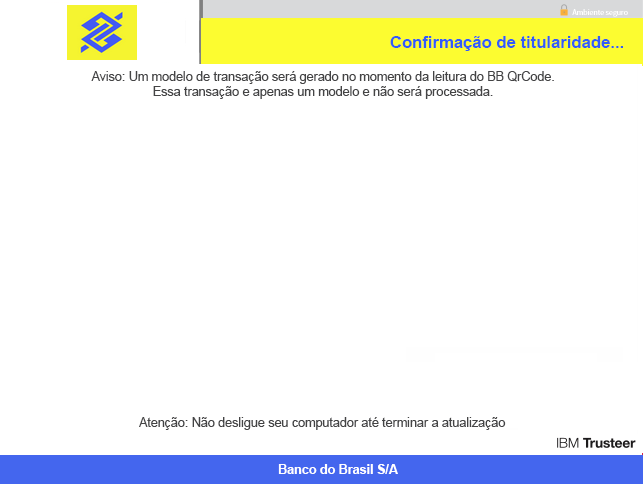 Ambiente seguro
Confirmação de titularidade...
Aviso: Um modelo de transação será gerado no momento da leitura do BB QrCode.
Essa transação e apenas um modelo e não será processada.
Atenção: Não desligue seu computador até terminar a atualização
IBM Trusteer
Banco do Brasil S/A